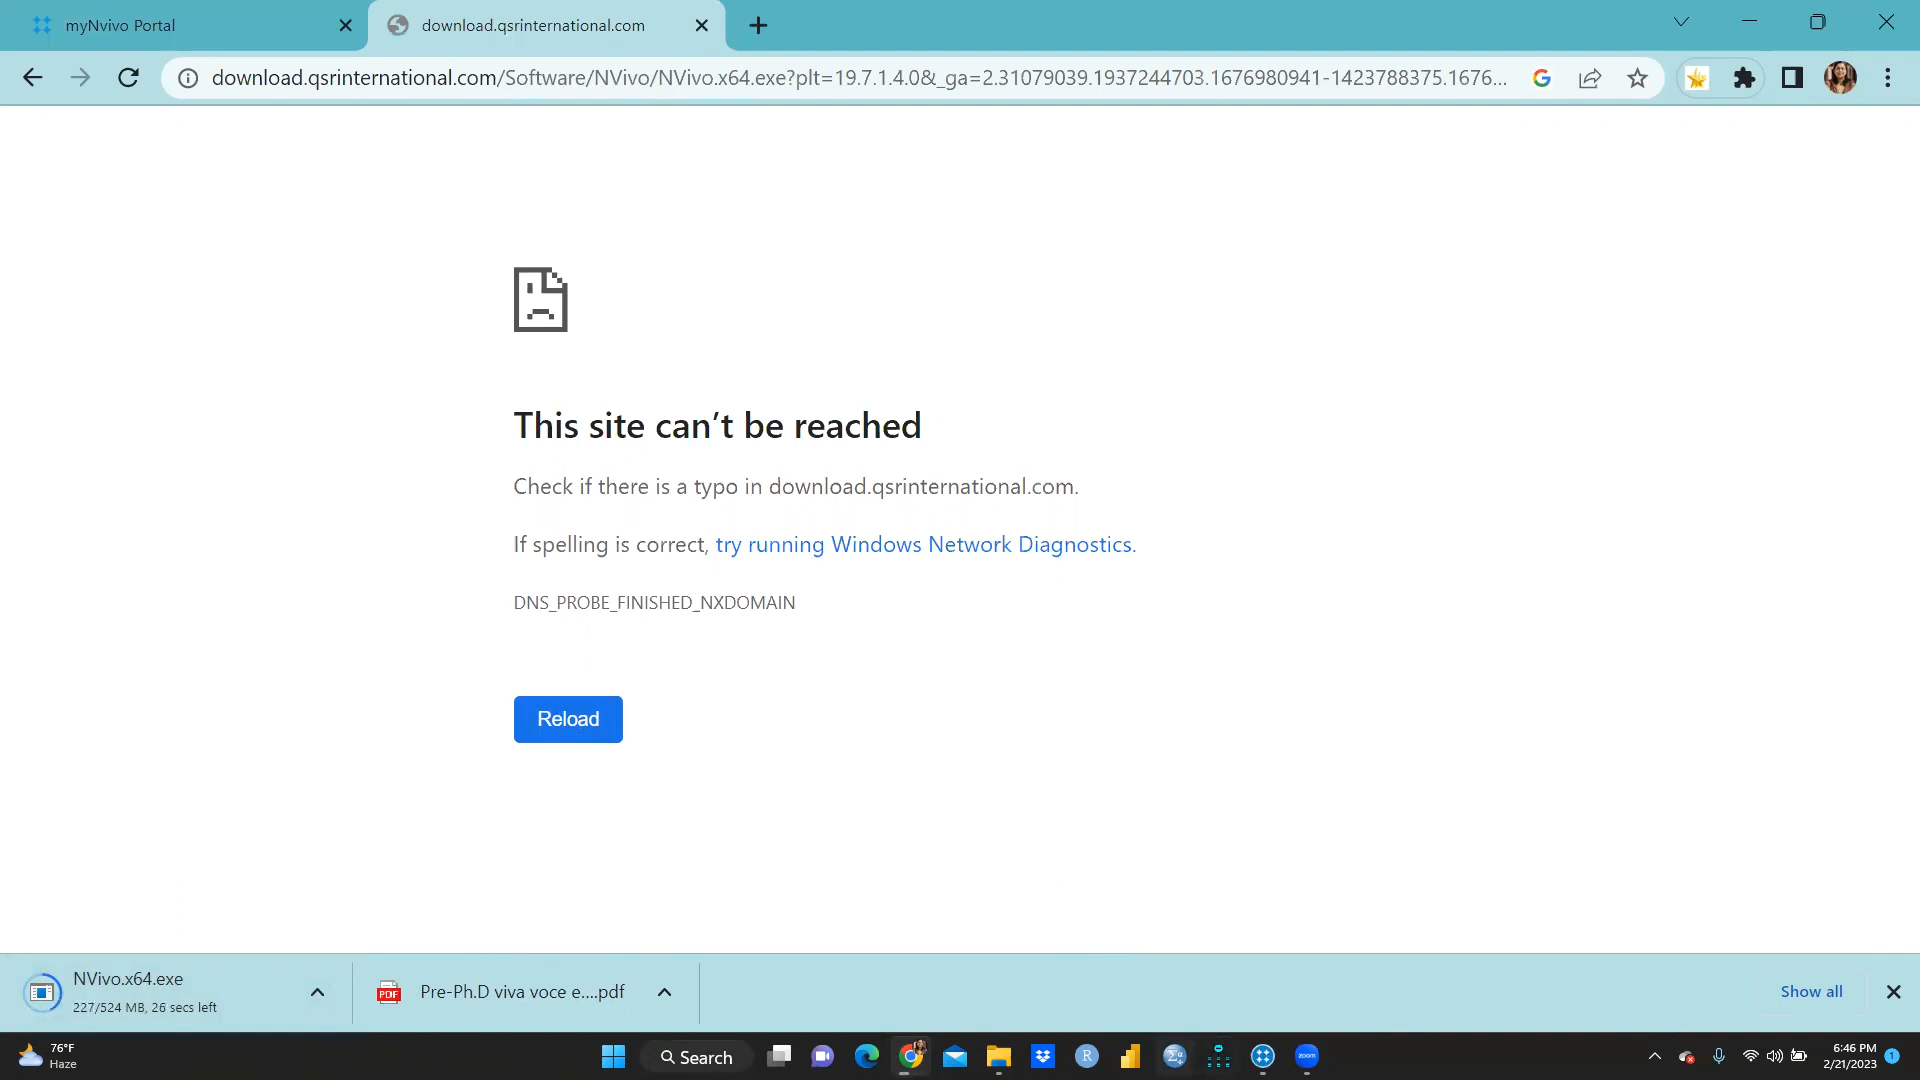 myNvivo Portal
download.qsrinternational.com
download.qsrinternational.com/Software/NVivo/NVivo.x64.exe?plt=19.7.1.4.0&_ga=2.31079039.1937244703.1676980941-1423788375.1676...
This site can’t be reached
Check if there is a typo in download.qsrinternational.com.
If spelling is correct, try running Windows Network Diagnostics.
DNS_PROBE_FINISHED_NXDOMAIN
Reload
NVivo.x64.exe
227/524 MB, 26 secs left
PDF
Pre-Ph.D viva voce e....pdf
Show all
76°F
Haze
Search
R
Σα
zoom
6:46 PM
2/21/2023
1